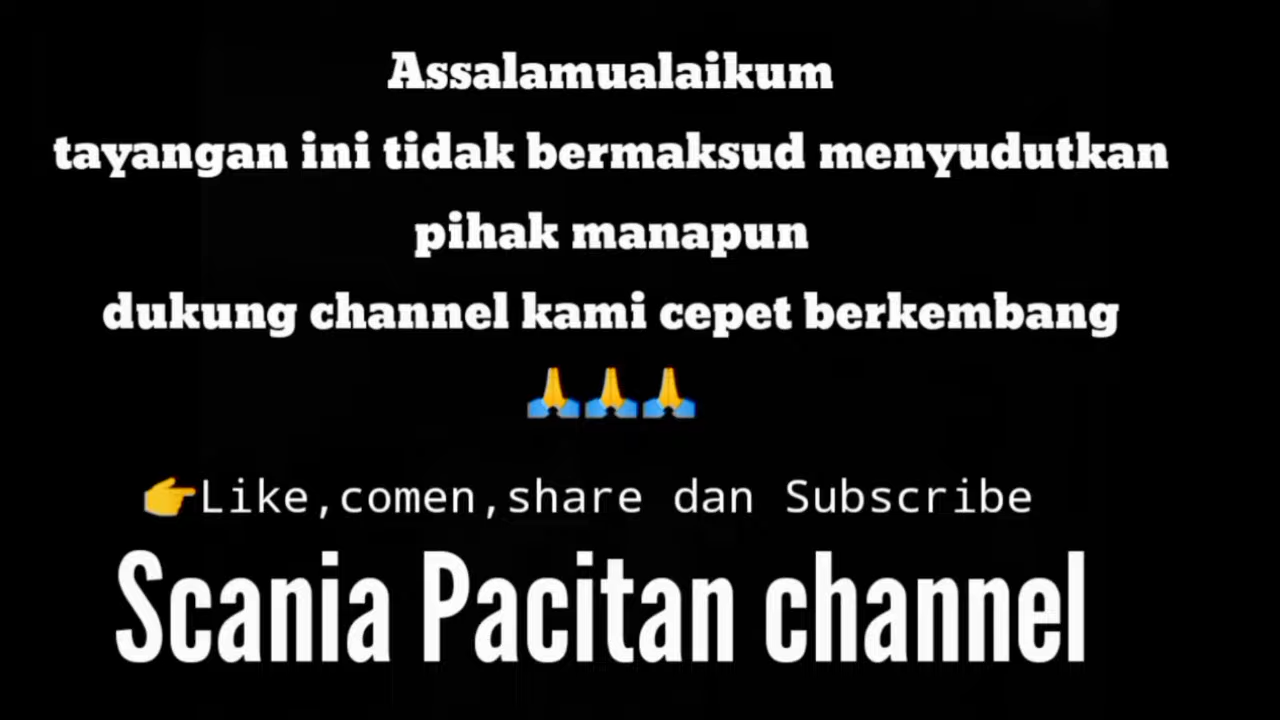 Assalamualaikum
tayangan ini tidak bermaksud menyudutkan
pihak manapun
dukung channel kami cepet berkembang
🙏🙏🙏
👉Like,comen,share dan Subscribe
Scania Pacitan channel